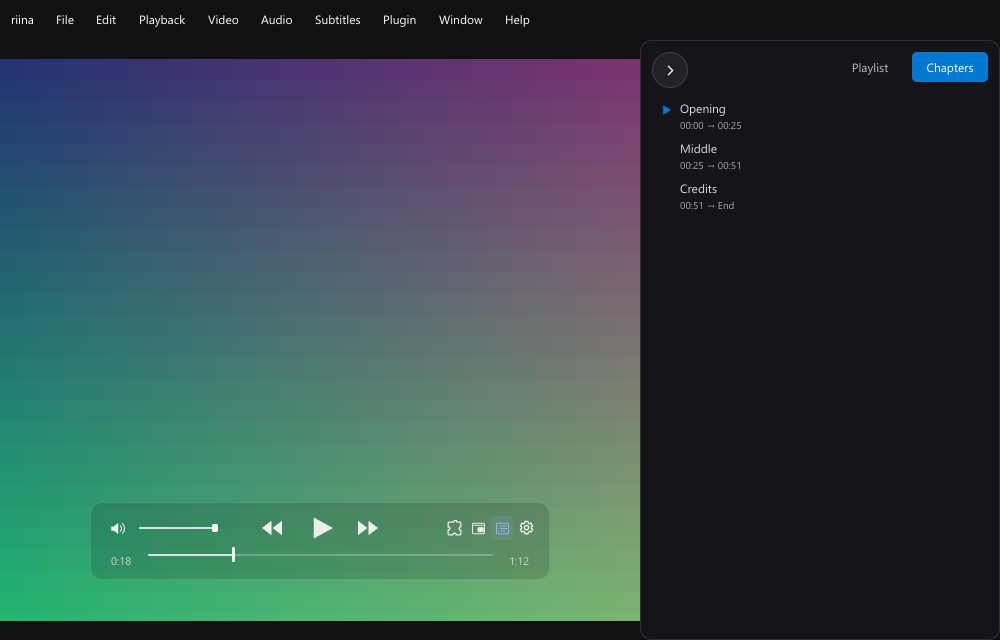 riina File Edit Playback Video Audio Subtitles Plugin Window Help
Playlist Chapters
Opening
00:00 → 00:25
Middle
00:25 → 00:51
Credits
00:51 → End
0:18 1:12